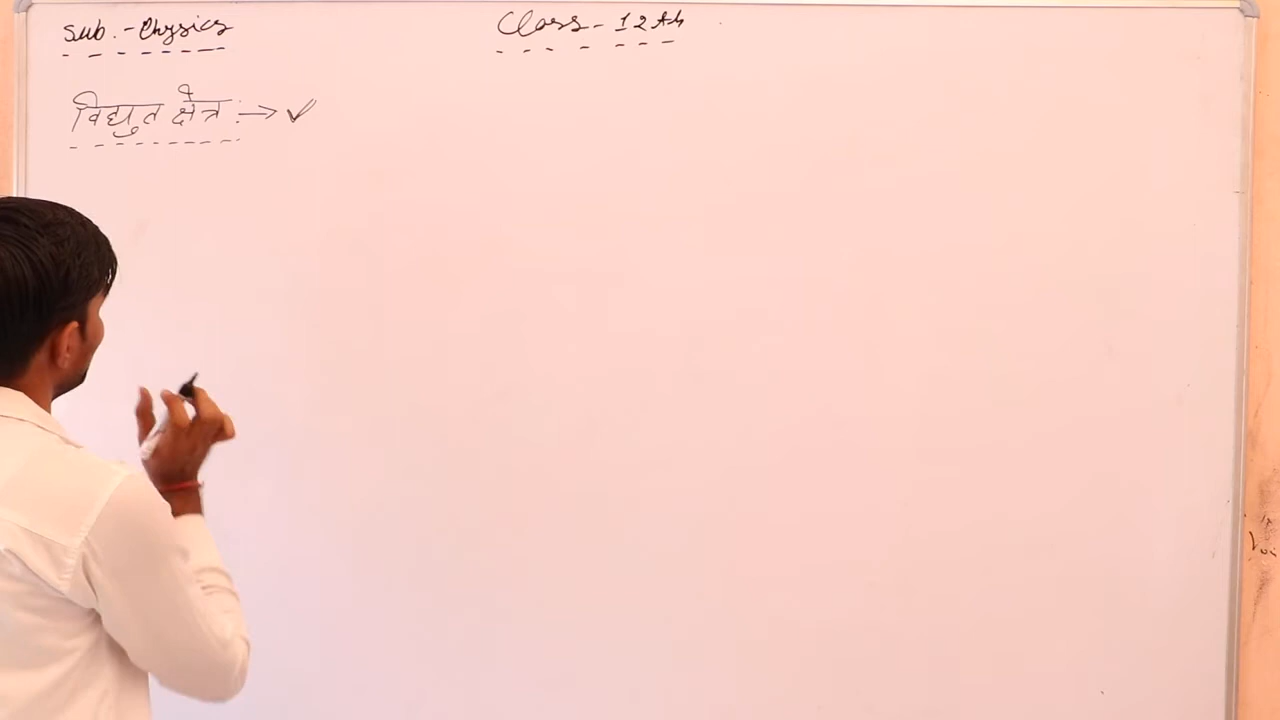 Sub.- Physics
Class- 12th
विद्युत क्षेत्र :→ ✓